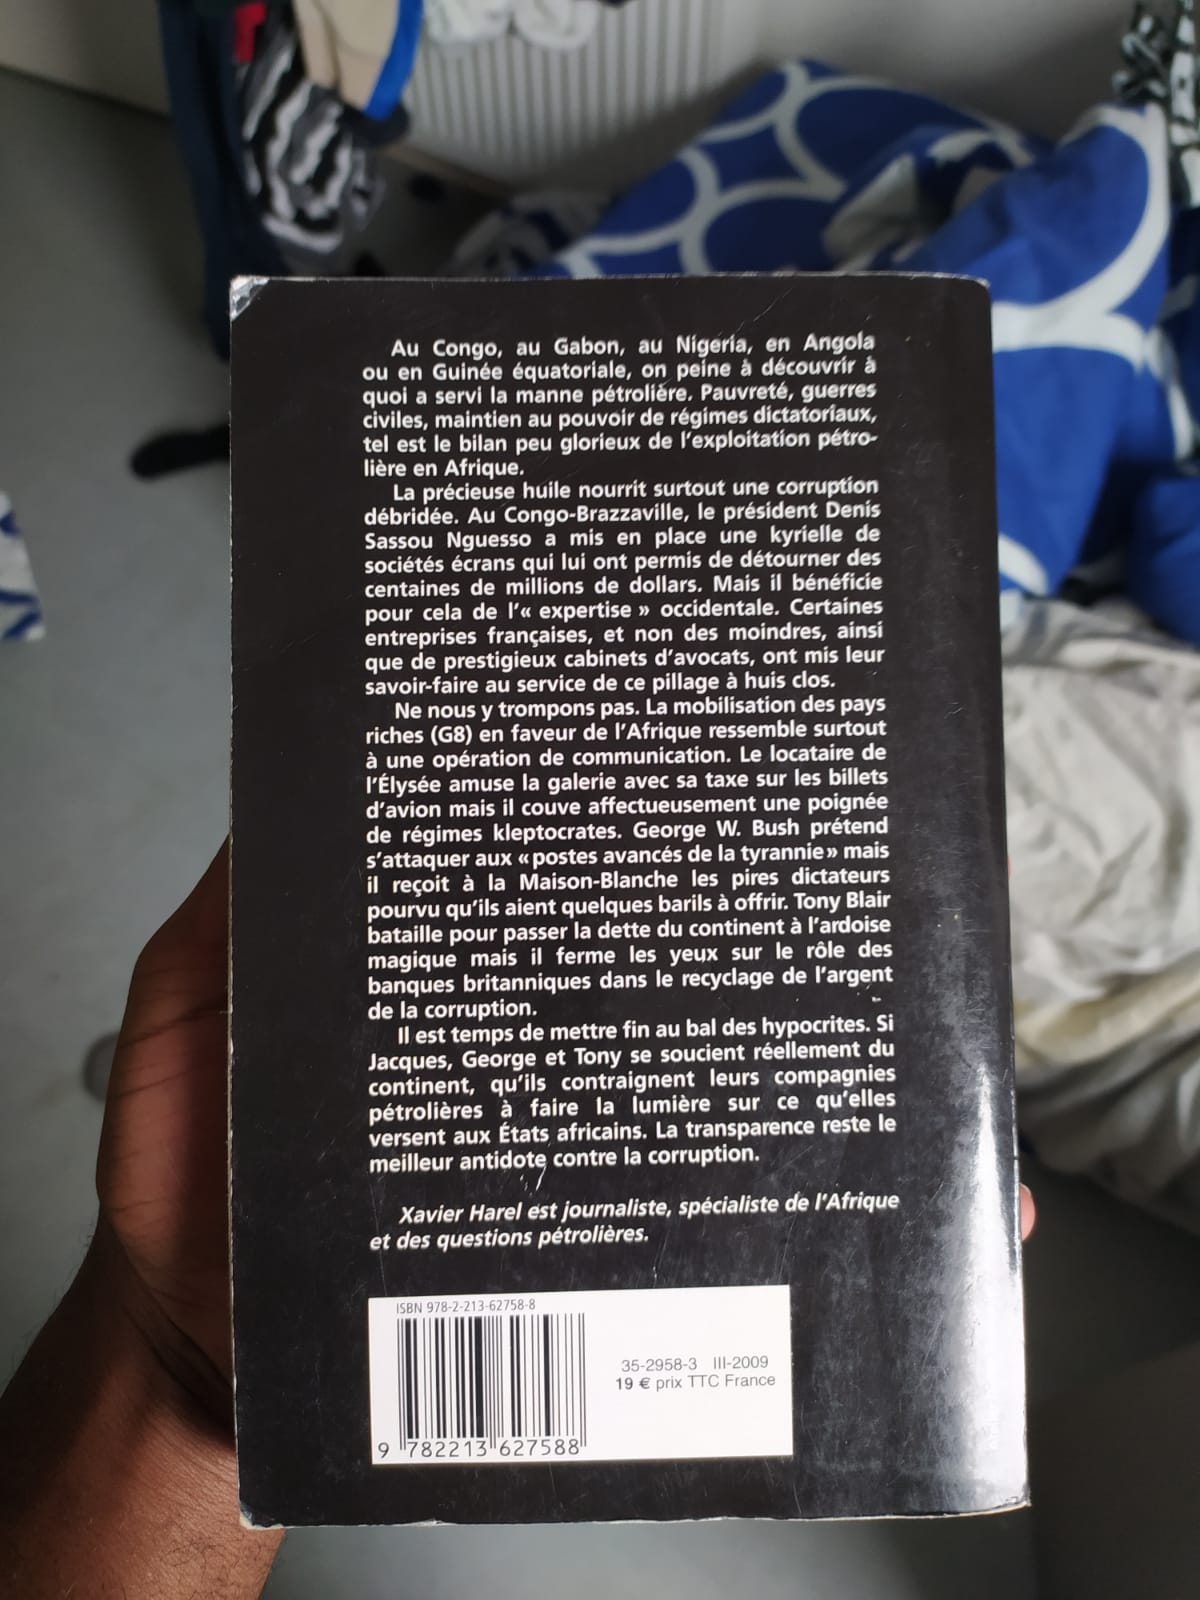 Au Congo, au Gabon, au Nigeria, en Angola
ou en Guinée équatoriale, on peine à découvrir à
quoi a servi la manne pétrolière. Pauvreté, guerres
civiles, maintien au pouvoir de régimes dictatoriaux,
tel est le bilan peu glorieux de l'exploitation pétro-
lière en Afrique.
La précieuse huile nourrit surtout une corruption
débridée. Au Congo-Brazzaville, le président Denis
Sassou Nguesso a mis en place une kyrielle de
sociétés écrans qui lui ont permis de détourner des
centaines de millions de dollars. Mais il bénéficie
pour cela de l'« expertise » occidentale. Certaines
entreprises françaises, et non des moindres, ainsi
que de prestigieux cabinets d'avocats, ont mis leur
savoir-faire au service de ce pillage à huis clos.
Ne nous y trompons pas. La mobilisation des pays
riches (G8) en faveur de l'Afrique ressemble surtout
à une opération de communication. Le locataire de
l'Élysée amuse la galerie avec sa taxe sur les billets
d'avion mais il couve affectueusement une poignée
de régimes kleptocrates. George W. Bush prétend
s'attaquer aux « postes avancés de la tyrannie » mais
il reçoit à la Maison-Blanche les pires dictateurs
pourvu qu'ils aient quelques barils à offrir. Tony Blair
bataille pour passer la dette du continent à l'ardoise
magique mais il ferme les yeux sur le rôle des
banques britanniques dans le recyclage de l'argent
de la corruption.
Il est temps de mettre fin au bal des hypocrites. Si
Jacques, George et Tony se soucient réellement du
continent, qu'ils contraignent leurs compagnies
pétrolières à faire la lumière sur ce qu'elles
versent aux États africains. La transparence reste le
meilleur antidote contre la corruption.
Xavier Harel est journaliste, spécialiste de l'Afrique
et des questions pétrolières.
ISBN 978-2-213-62758-8
35-2958-3 III-2009
19 € prix TTC France
9 782213 627588